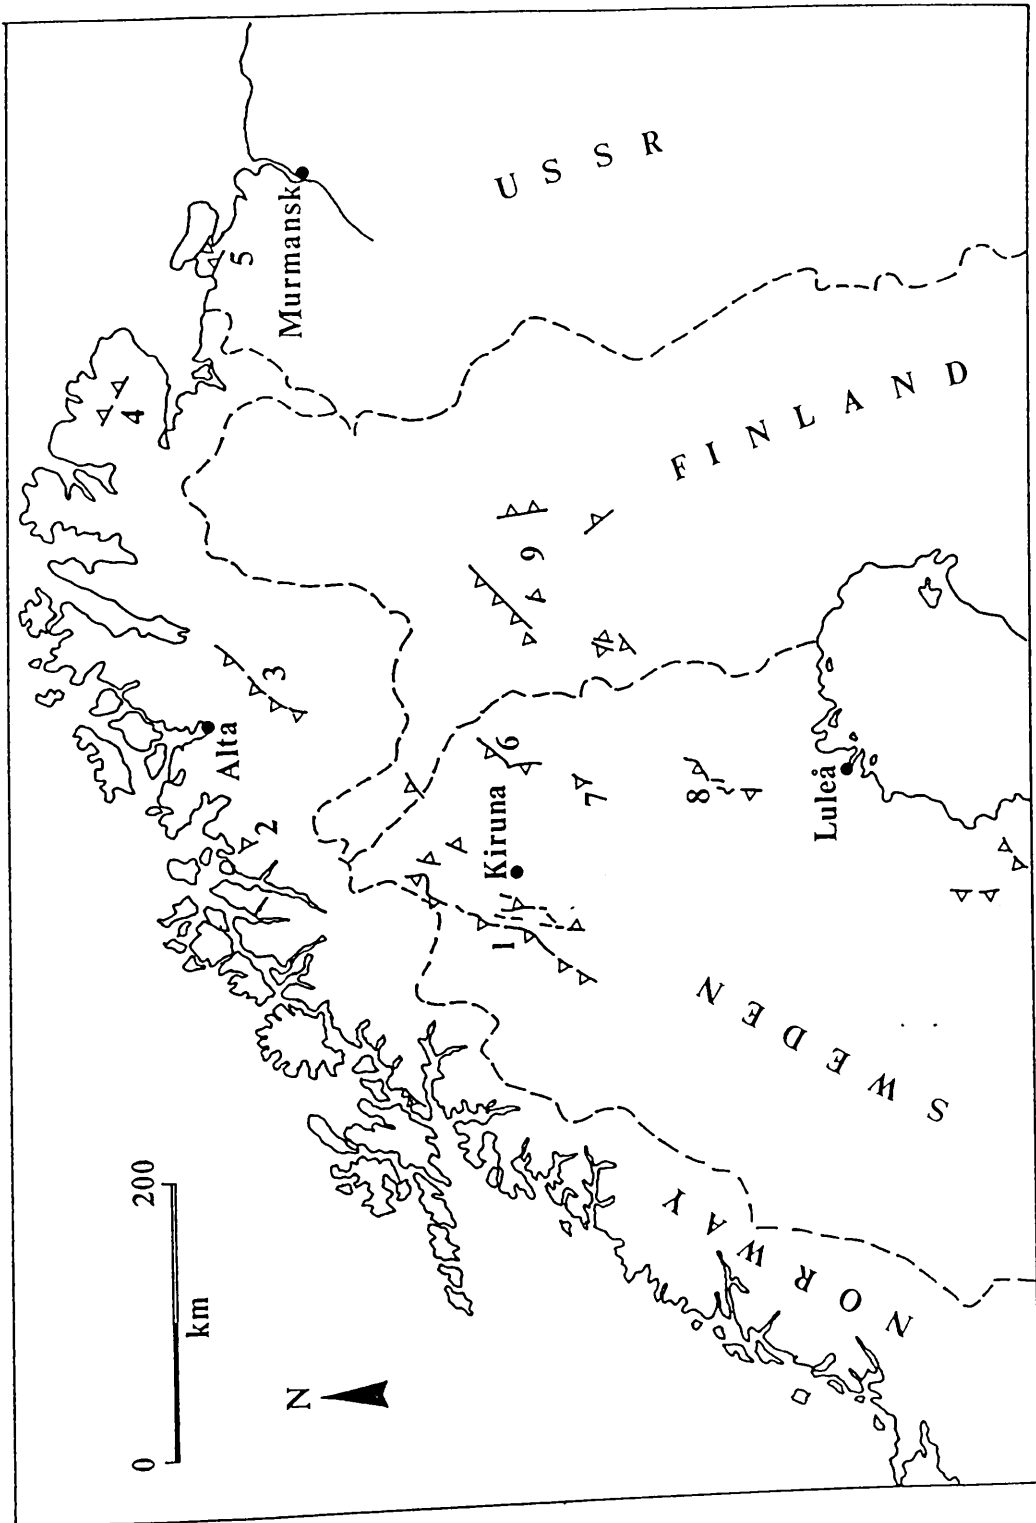 USSR
Murmansk
5
4
FINLAND
9
3
Alta
6
7
8
Luleå
Kiruna
2
1
SWEDEN
NORWAY
0 200
km
N